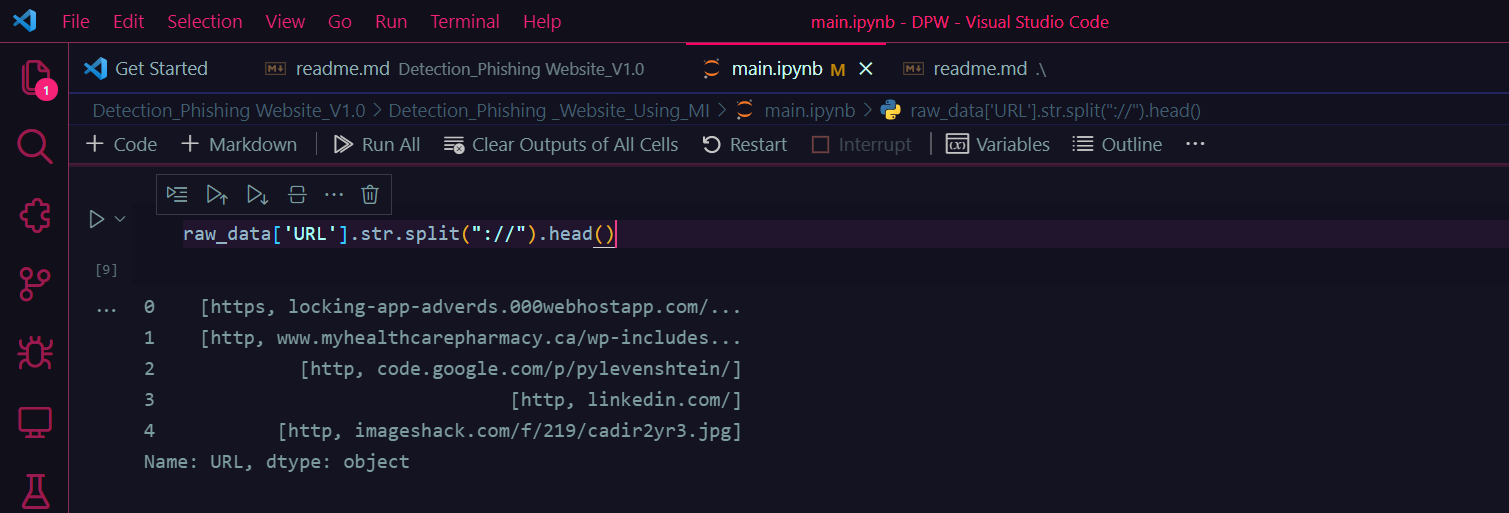 File Edit Selection View Go Run Terminal Help main.ipynb - DPW - Visual Studio Code
1
Get Started readme.md Detection_Phishing Website_V1.0 main.ipynb M readme.md .\
Detection_Phishing Website_V1.0 > Detection_Phishing _Website_Using_Ml > main.ipynb > raw_data['URL'].str.split("://").head()
+ Code + Markdown Run All Clear Outputs of All Cells Restart Interrupt (x) Variables Outline ...
raw_data['URL'].str.split("://").head()
[9]
... 0 [https, locking-app-adverds.000webhostapp.com/...
1 [http, www.myhealthcarepharmacy.ca/wp-includes...
2 [http, code.google.com/p/pylevenshtein/]
3 [http, linkedin.com/]
4 [http, imageshack.com/f/219/cadir2yr3.jpg]
Name: URL, dtype: object